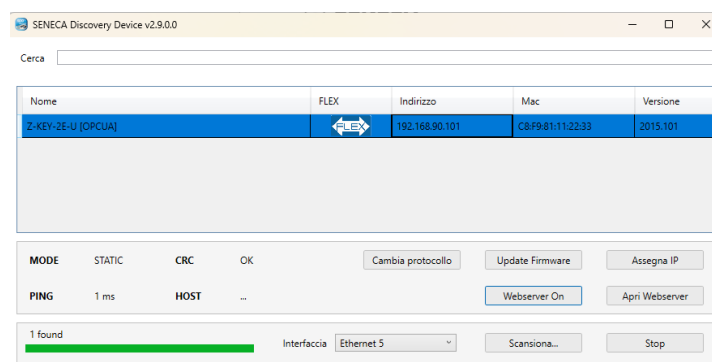 SENECA Discovery Device v2.9.0.0
Cerca
Nome FLEX Indirizzo Mac Versione
Z-KEY-2E-U [OPCUA] FLEX 192.168.90.101 C8:F9:81:11:22:33 2015.101
MODE STATIC CRC OK Cambia protocollo Update Firmware Assegna IP
PING 1 ms HOST ... Webserver On Apri Webserver
1 found
Interfaccia Ethernet 5 Scansiona... Stop